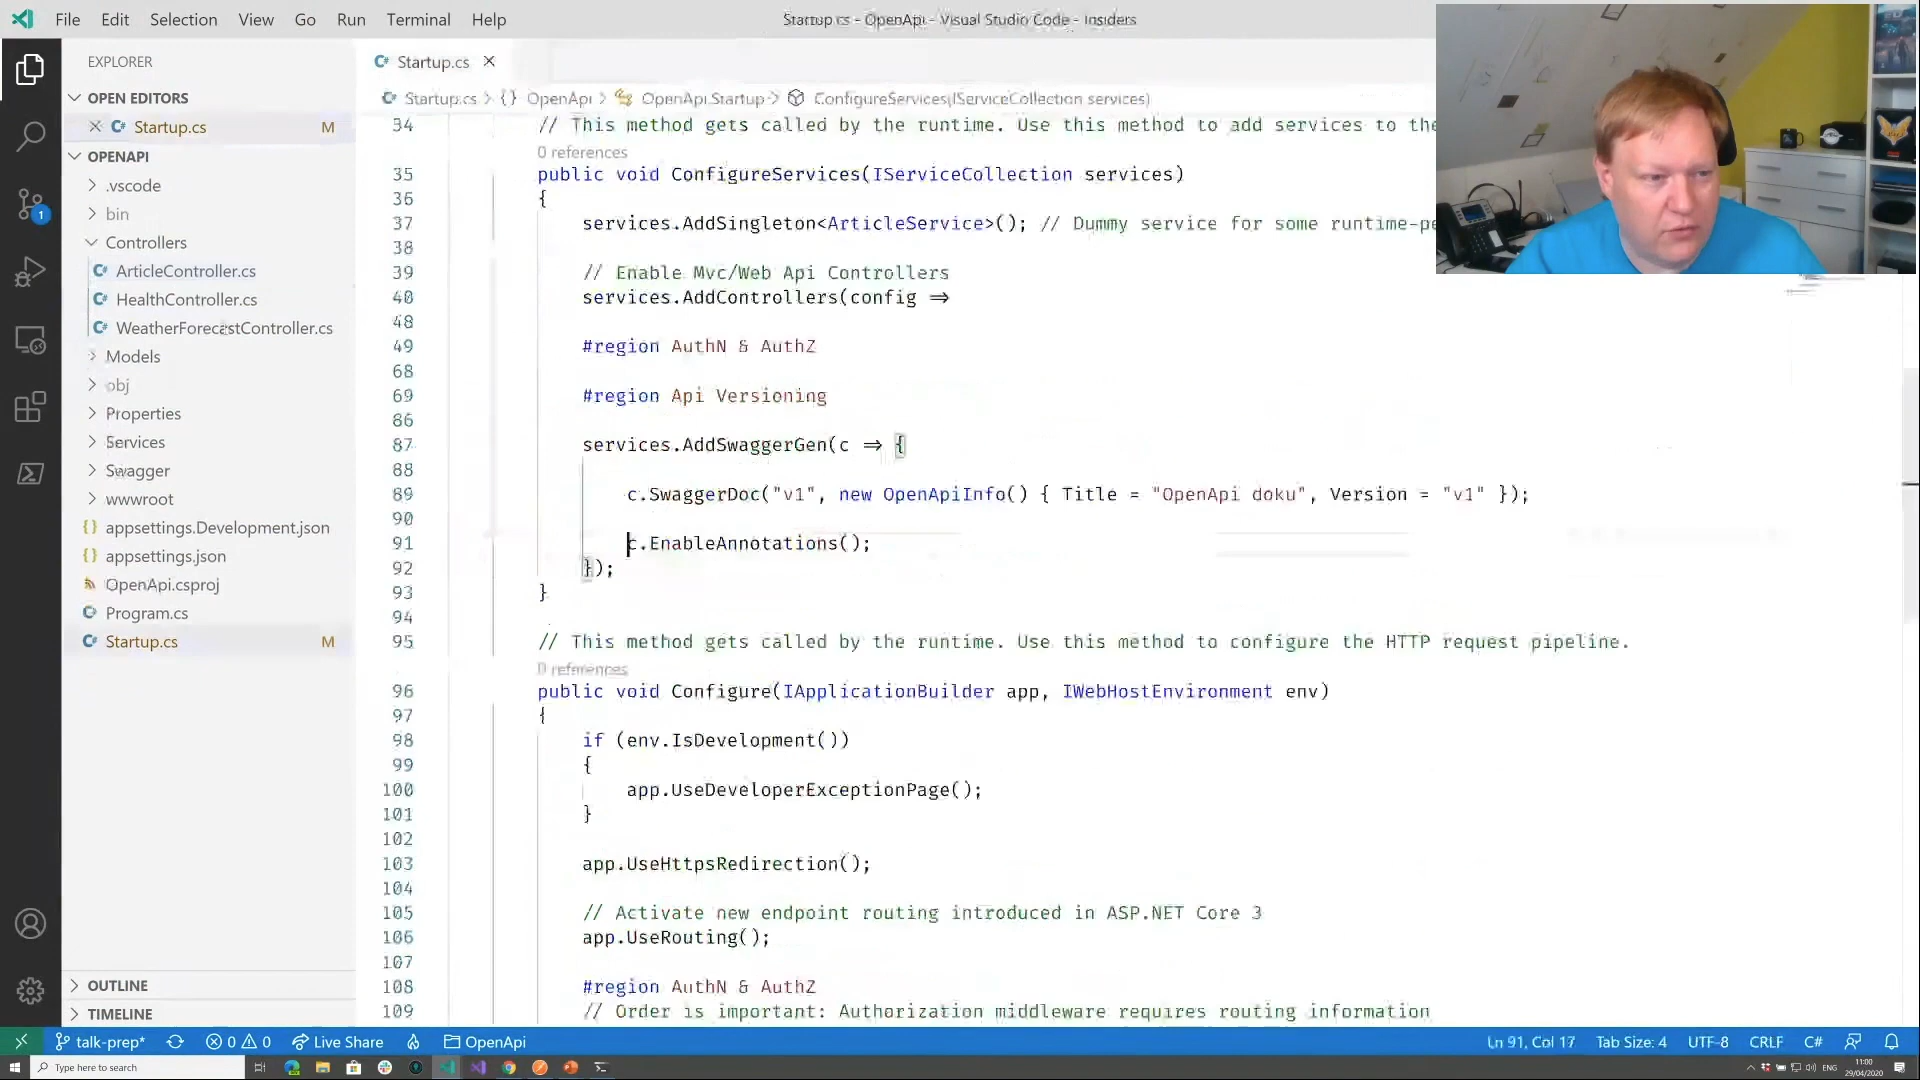 File Edit Selection View Go Run Terminal Help
Startup.cs - OpenApi - Visual Studio Code - Insiders
EXPLORER
OPEN EDITORS
Startup.cs M
OPENAPI
.vscode
bin
Controllers
ArticleController.cs
HealthController.cs
WeatherForecastController.cs
Models
obj
Properties
Services
Swagger
wwwroot
appsettings.Development.json
appsettings.json
OpenApi.csproj
Program.cs
Startup.cs M
OUTLINE
TIMELINE
1
Startup.cs
Startup.cs > {} OpenApi > OpenApi.Startup > ConfigureServices(IServiceCollection services)
34 // This method gets called by the runtime. Use this method to add services to the
0 references
35 public void ConfigureServices(IServiceCollection services)
36 {
37 services.AddSingleton<ArticleService>(); // Dummy service for some runtime-pe
38
39 // Enable Mvc/Web Api Controllers
40 services.AddControllers(config =>
48
49 #region AuthN & AuthZ
68
69 #region Api Versioning
86
87 services.AddSwaggerGen(c => {
88
89 c.SwaggerDoc("v1", new OpenApiInfo() { Title = "OpenApi doku", Version = "v1" });
90
91 c.EnableAnnotations();
92 });
93 }
94
95 // This method gets called by the runtime. Use this method to configure the HTTP request pipeline.
0 references
96 public void Configure(IApplicationBuilder app, IWebHostEnvironment env)
97 {
98 if (env.IsDevelopment())
99 {
100 app.UseDeveloperExceptionPage();
101 }
102
103 app.UseHttpsRedirection();
104
105 // Activate new endpoint routing introduced in ASP.NET Core 3
106 app.UseRouting();
107
108 #region AuthN & AuthZ
109 // Order is important: Authorization middleware requires routing information
talk-prep* 0 0 Live Share OpenApi Ln 91, Col 17 Tab Size: 4 UTF-8 CRLF C#
Type here to search ENG 11:00
29/04/2020